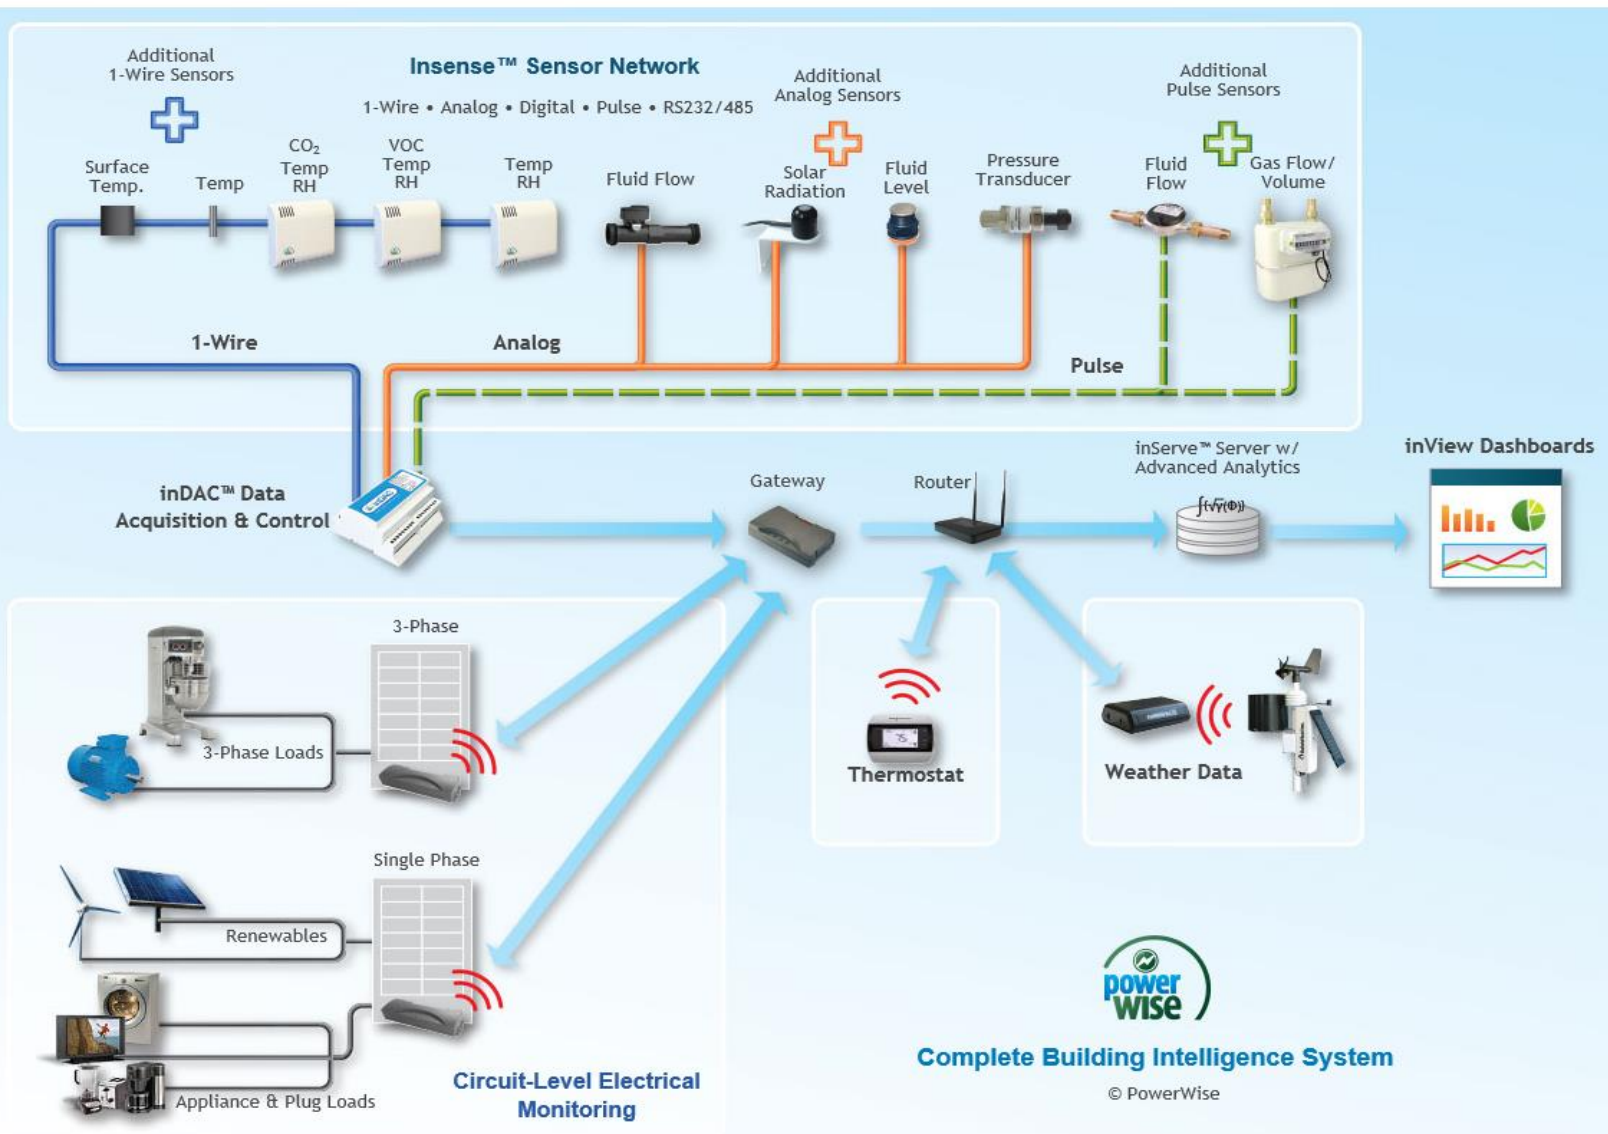 Additional
1-Wire Sensors
Insense™ Sensor Network
1-Wire • Analog • Digital • Pulse • RS232/485
Additional
Analog Sensors
Additional
Pulse Sensors
Surface
Temp.
Temp
CO₂
Temp
RH
VOC
Temp
RH
Temp
RH
Fluid Flow
Solar
Radiation
Fluid
Level
Pressure
Transducer
Fluid
Flow
Gas Flow/
Volume
1-Wire
Analog
Pulse
inDAC™ Data
Acquisition & Control
Gateway
Router
inServe™ Server w/
Advanced Analytics
inView Dashboards
3-Phase
3-Phase Loads
75
Thermostat
Weather Data
Single Phase
Renewables
Appliance & Plug Loads
Circuit-Level Electrical
Monitoring
power
wise
Complete Building Intelligence System
© PowerWise